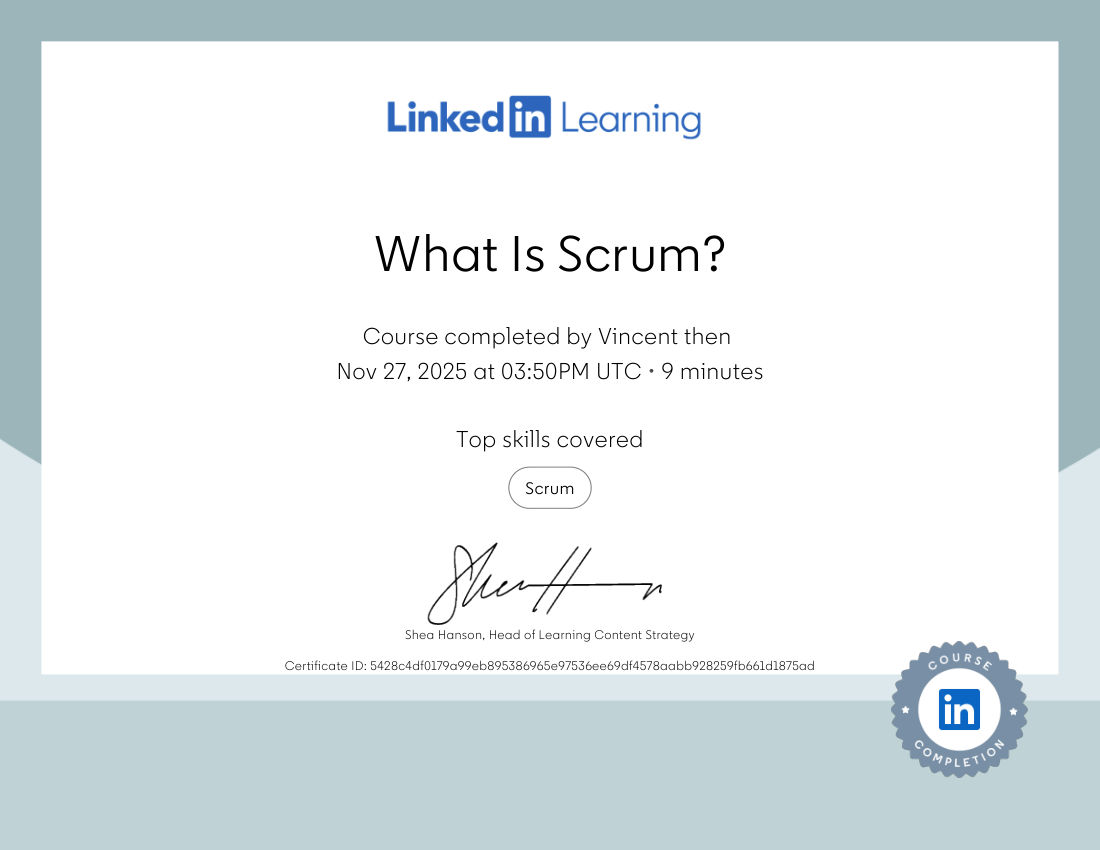 Linked in Learning
What Is Scrum?
Course completed by Vincent then
Nov 27, 2025 at 03:50PM UTC • 9 minutes
Top skills covered
Scrum
Shea Hanson, Head of Learning Content Strategy
Certificate ID: 5428c4df0179a99eb895386965e97536ee69df4578aabb928259fb661d1875ad
COURSE
in
COMPLETION